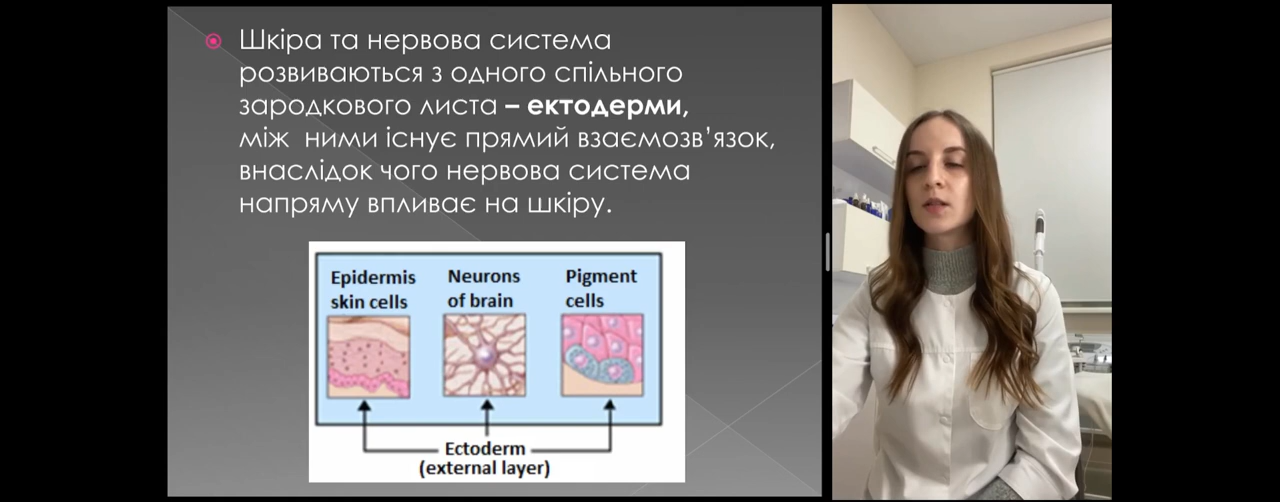 Шкіра та нервова система
розвиваються з одного спільного
зародкового листа – ектодерми,
між ними існує прямий взаємозв’язок,
внаслідок чого нервова система
напряму впливає на шкіру.
Epidermis
skin cells
Neurons
of brain
Pigment
cells
Ectoderm
(external layer)